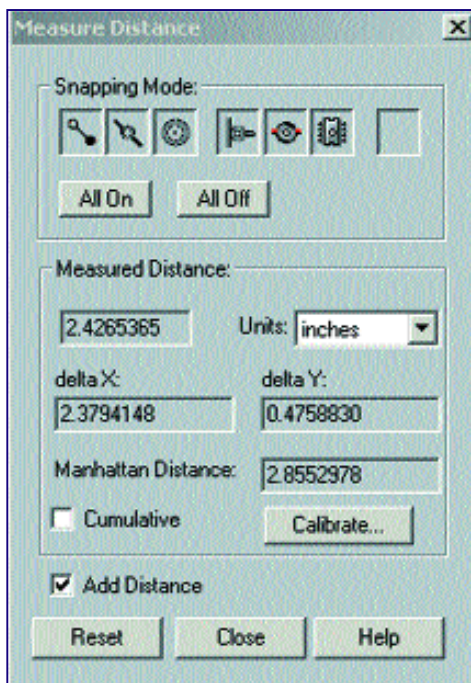 Measure Distance
Snapping Mode:
All On All Off
Measured Distance:
2.4265365 Units: inches
delta X: delta Y:
2.3794148 0.4758830
Manhattan Distance: 2.8552978
Cumulative Calibrate...
Add Distance
Reset Close Help